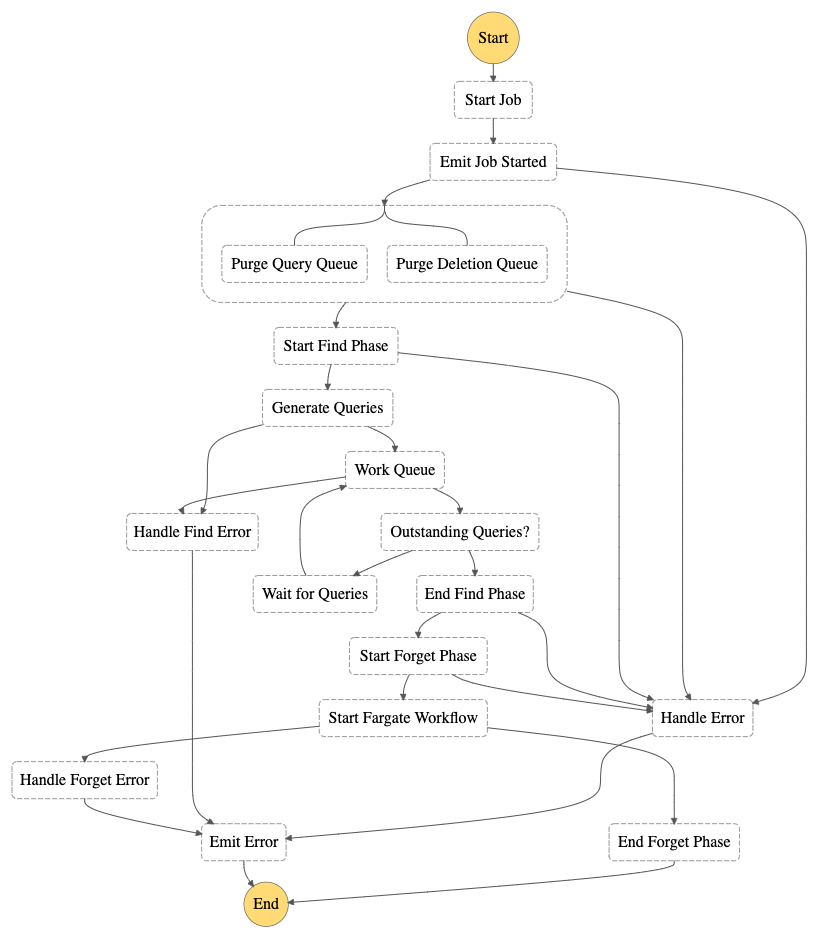 Start
Start Job
Emit Job Started
Purge Query Queue
Purge Deletion Queue
Start Find Phase
Generate Queries
Work Queue
Handle Find Error
Outstanding Queries?
Wait for Queries
End Find Phase
Start Forget Phase
Start Fargate Workflow
Handle Error
Handle Forget Error
Emit Error
End Forget Phase
End